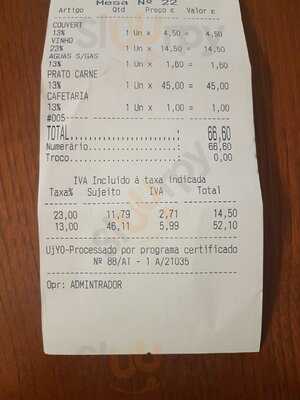 Mesa Nº 22
Artigo Qtd Preço € Valor €
COUVERT
13% 1 Un x 4,50 = 4,50
VINHO
23% 1 Un x 14,50 = 14,50
AGUAS S/GAS
13% 1 Un x 1,60 = 1,60
PRATO CARNE
13% 1 Un x 45,00 = 45,00
CAFETARIA
13% 1 Un x 1,00 = 1,00
#005
TOTAL................: 66,60
Numerário............: 66,60
Troco................: 0,00
IVA Incluido á taxa indicada
Taxa% Sujeito IVA Total
23,00 11,79 2,71 14,50
13,00 46,11 5,99 52,10
UjYO-Processado por programa certificado
Nº 88/AT - 1 A/21035
Opr: ADMINTRADOR